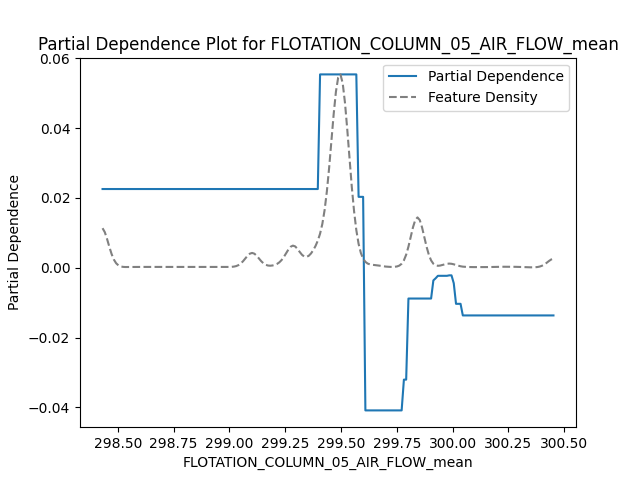 Partial Dependence Plot for FLOTATION_COLUMN_05_AIR_FLOW_mean
Partial Dependence
Feature Density
Partial Dependence
0.06
0.04
0.02
0.00
−0.02
−0.04
298.50 298.75 299.00 299.25 299.50 299.75 300.00 300.25 300.50
FLOTATION_COLUMN_05_AIR_FLOW_mean